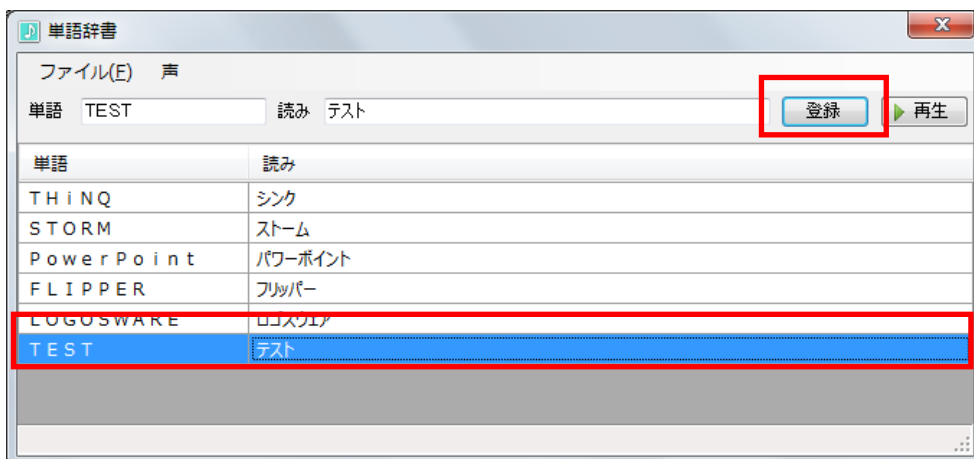 単語辞書
ファイル(F) 声
単語 TEST 読み テスト 登録 再生
単語 読み
ＴＨｉＮＱ シンク
ＳＴＯＲＭ ストーム
ＰｏｗｅｒＰｏｉｎｔ パワーポイント
ＦＬＩＰＰＥＲ フリッパー
ＬＯＧＯＳＷＡＲＥ ロゴスウエア
ＴＥＳＴ テスト